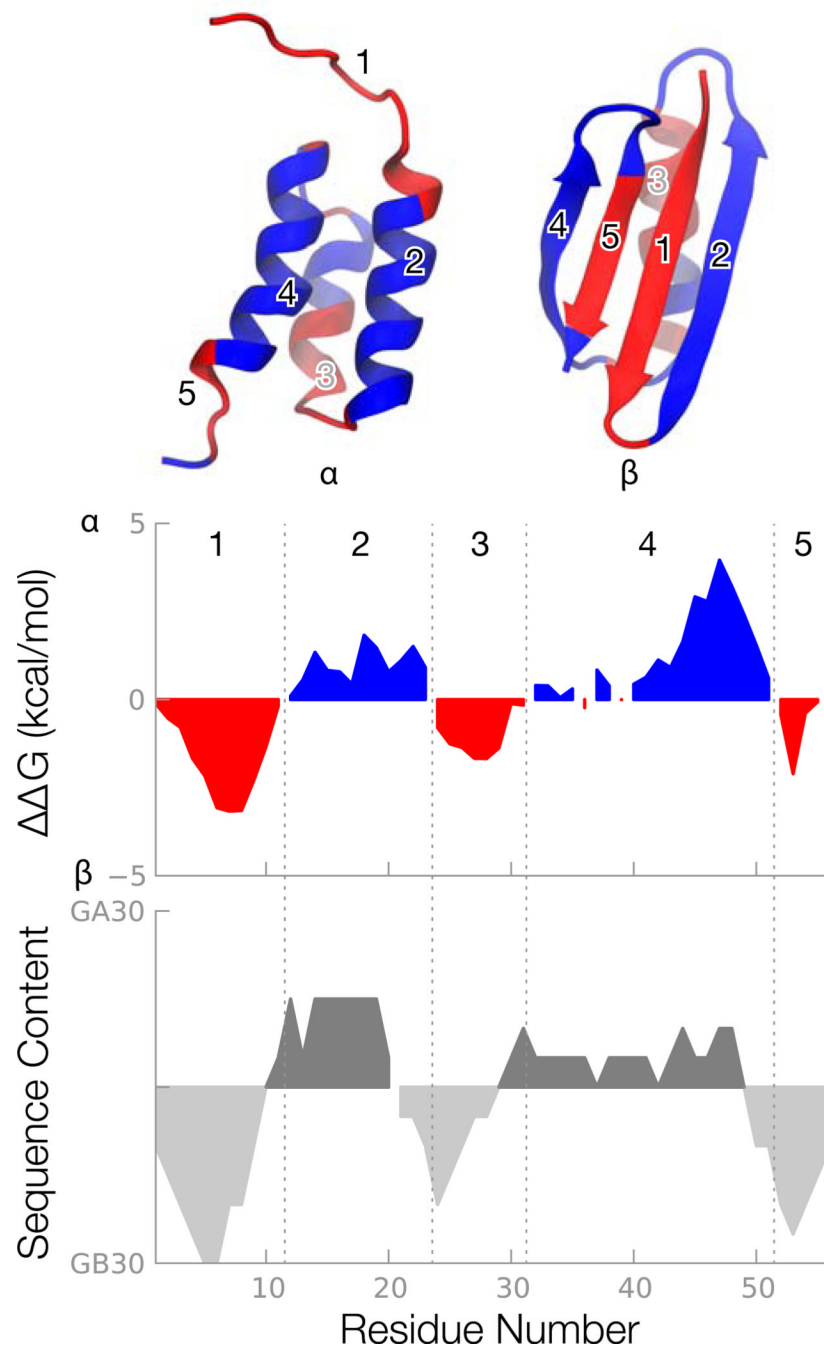 1
2
3
4
5
α
4
5
3
1
2
β
α 5
1 2 3 4 5
ΔΔG (kcal/mol)
0
β −5
GA30
Sequence Content
GB30
10 20 30 40 50
Residue Number